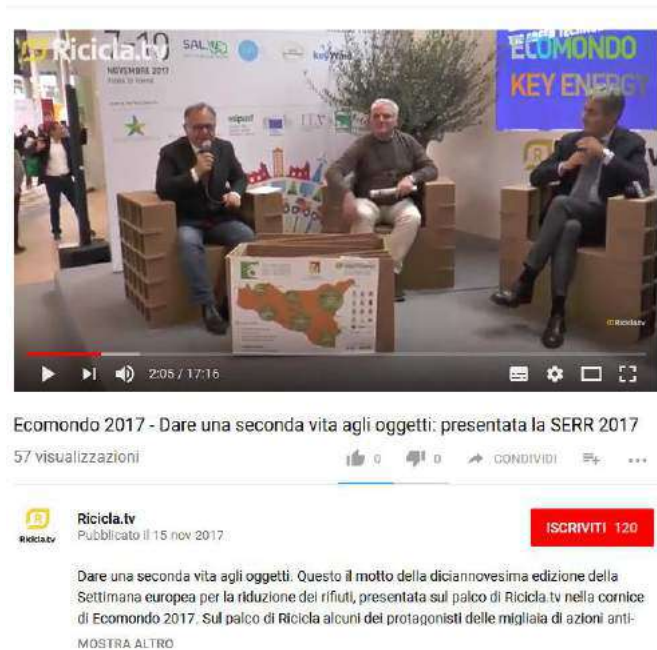 Ricicla.tv
7-10
NOVEMBRE 2017
SAL
key wind
ECOMONDO
KEY ENERGY
Ricicla.tv
2:05 / 17:16
Ecomondo 2017 - Dare una seconda vita agli oggetti: presentata la SERR 2017
57 visualizzazioni
0
0
CONDIVIDI
Ricicla.tv
Ricicla.tv
Pubblicato il 15 nov 2017
ISCRIVITI 120
Dare una seconda vita agli oggetti. Questo il motto della diciannovesima edizione della
Settimana europea per la riduzione dei rifiuti, presentata sul palco di Ricicla.tv nella cornice
di Ecomondo 2017. Sul palco di Ricicla alcuni dei protagonisti delle migliaia di azioni anti-
MOSTRA ALTRO